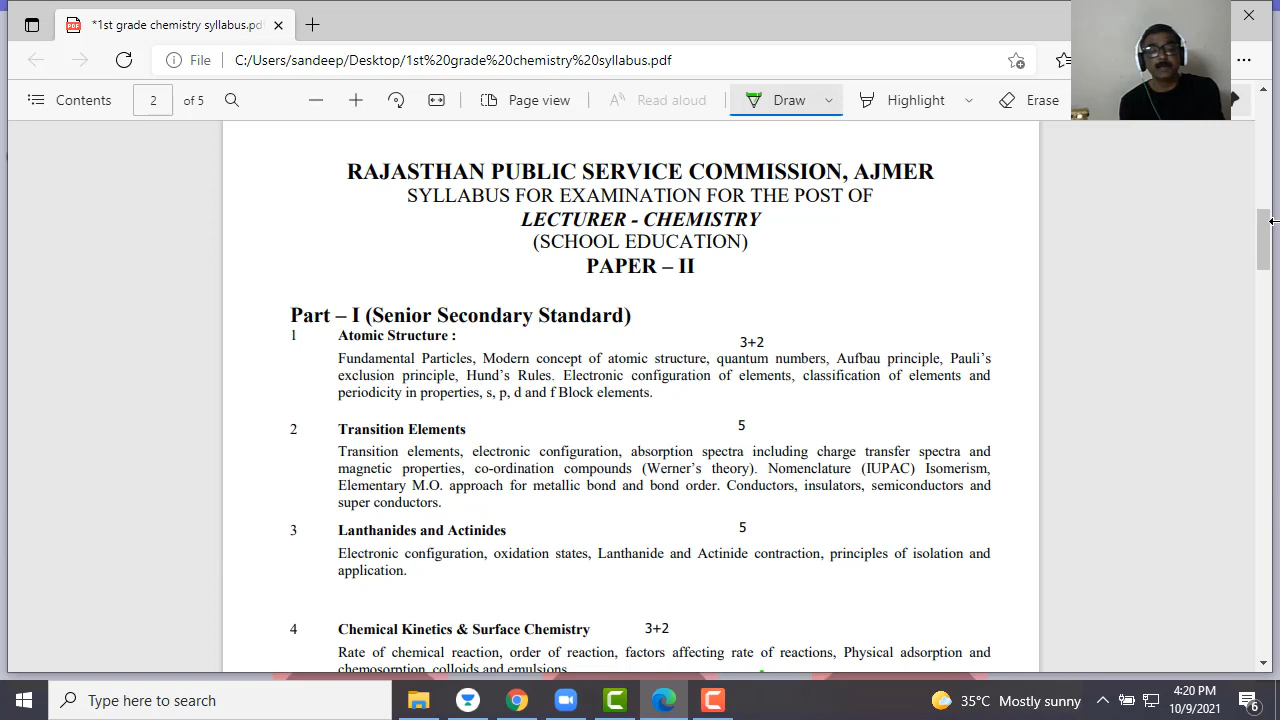 *1st grade chemistry syllabus.pdf
File
C:/Users/sandeep/Desktop/1st%20grade%20chemistry%20syllabus.pdf
Contents
2
of 5
Page view
Read aloud
Draw
Highlight
Erase
RAJASTHAN PUBLIC SERVICE COMMISSION, AJMER
SYLLABUS FOR EXAMINATION FOR THE POST OF
LECTURER - CHEMISTRY
(SCHOOL EDUCATION)
PAPER – II
Part – I (Senior Secondary Standard)
1 Atomic Structure :
3+2
Fundamental Particles, Modern concept of atomic structure, quantum numbers, Aufbau principle, Pauli's
exclusion principle, Hund's Rules. Electronic configuration of elements, classification of elements and
periodicity in properties, s, p, d and f Block elements.
2 Transition Elements 5
Transition elements, electronic configuration, absorption spectra including charge transfer spectra and
magnetic properties, co-ordination compounds (Werner's theory). Nomenclature (IUPAC) Isomerism,
Elementary M.O. approach for metallic bond and bond order. Conductors, insulators, semiconductors and
super conductors.
3 Lanthanides and Actinides 5
Electronic configuration, oxidation states, Lanthanide and Actinide contraction, principles of isolation and
application.
4 Chemical Kinetics & Surface Chemistry 3+2
Rate of chemical reaction, order of reaction, factors affecting rate of reactions, Physical adsorption and
chemosorption, colloids and emulsions.
Type here to search
35°C Mostly sunny
4:20 PM
10/9/2021
6